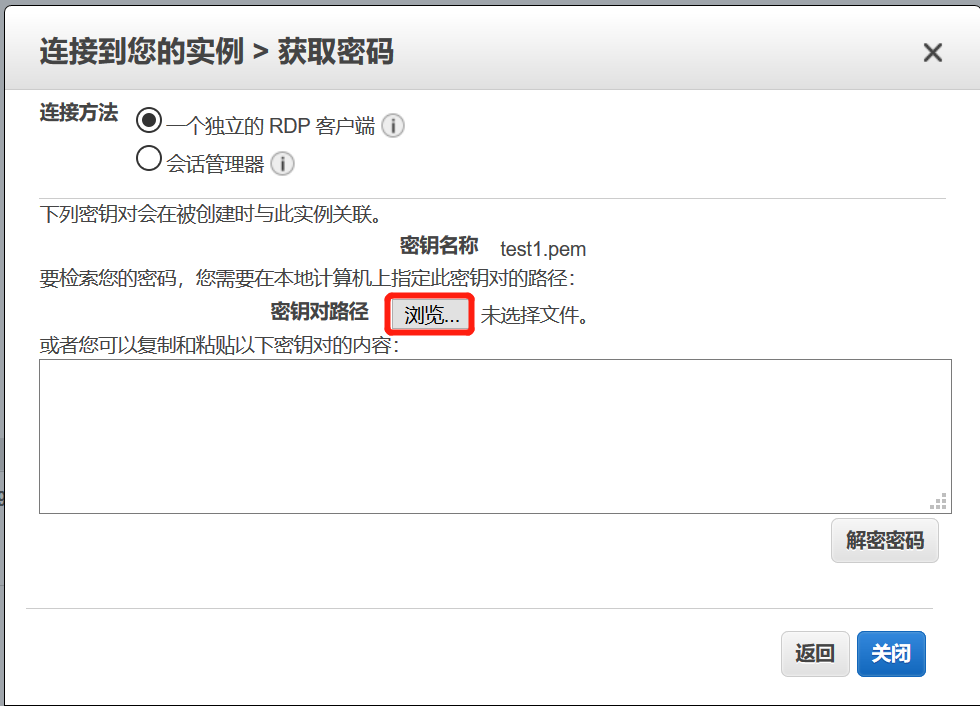 连接到您的实例 > 获取密码
连接方法
一个独立的 RDP 客户端
会话管理器
下列密钥对会在被创建时与此实例关联。
密钥名称 test1.pem
要检索您的密码，您需要在本地计算机上指定此密钥对的路径：
密钥对路径 浏览... 未选择文件。
或者您可以复制和粘贴以下密钥对的内容：
解密密码
返回 关闭